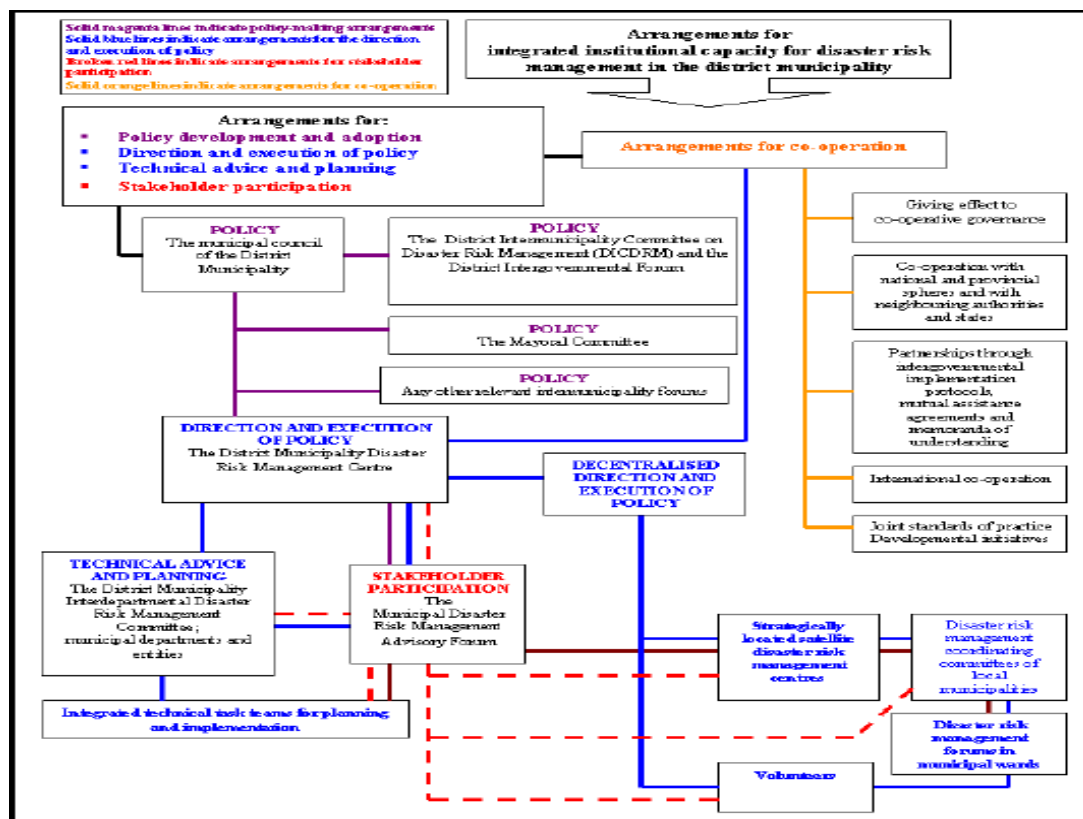 Solid magenta lines indicate policy-making arrangements
Solid blue lines indicate arrangements for the direction
and execution of policy
Broken red lines indicate arrangements for stakeholder
participation
Solid orange lines indicate arrangements for co-operation
Arrangements for
integrated institutional capacity for disaster risk
management in the district municipality
Arrangements for:
Policy development and adoption
Direction and execution of policy
Technical advice and planning
Stakeholder participation
Arrangements for co-operation
POLICY
The municipal council
of the District
Municipality
POLICY
The District Intermunicipality Committee on
Disaster Risk Management (DICDRM) and the
District Intergovernmental Forum
POLICY
The Mayoral Committee
POLICY
Any other relevant intermunicipality forums
Giving effect to
co-operative governance
Co-operation with
national and provincial
spheres and with
neighbouring authorities
and states
Partnerships through
intergovernmental
implementation
protocols,
mutual assistance
agreements and
memoranda of
understanding
International co-operation
Joint standards of practice
Developmental initiatives
DIRECTION AND EXECUTION
OF POLICY
The District Municipality Disaster
Risk Management Centre
DECENTRALISED
DIRECTION AND
EXECUTION OF
POLICY
TECHNICAL ADVICE
AND PLANNING
The District Municipality
Interdepartmental Disaster
Risk Management
Committee;
municipal departments and
entities
STAKEHOLDER
PARTICIPATION
The
Municipal Disaster
Risk Management
Advisory Forum
Integrated technical task teams for planning
and implementation
Strategically
located satellite
disaster risk
management
centres
Disaster risk
management
coordinating
committees of
local
municipalities
Disaster risk
management
forums in
municipal wards
Volunteers